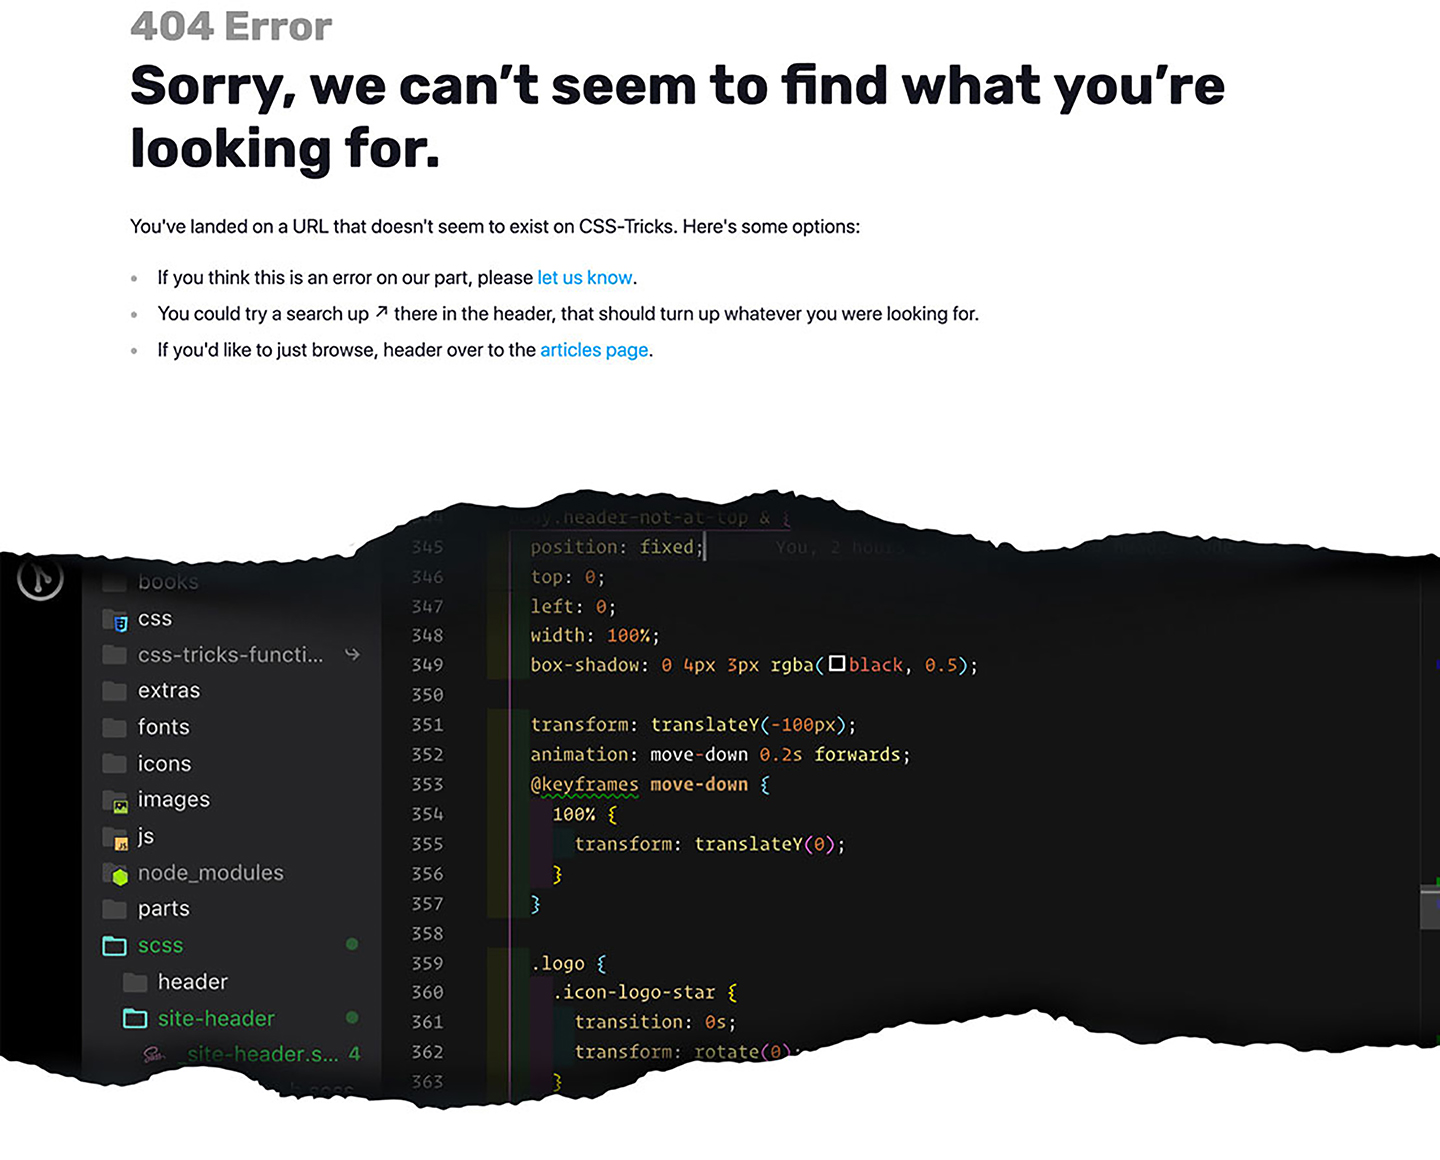 404 Error
Sorry, we can’t seem to find what you’re
looking for.
You've landed on a URL that doesn't seem to exist on CSS-Tricks. Here's some options:
• If you think this is an error on our part, please let us know.
• You could try a search up ↗ there in the header, that should turn up whatever you were looking for.
• If you'd like to just browse, header over to the articles page.
books
css
css-tricks-functi...
extras
fonts
icons
images
js
node_modules
parts
scss
header
site-header
_site-header.s... 4
344 .header-not-at-top & {
345 position: fixed; You, 2 hours
346 top: 0;
347 left: 0;
348 width: 100%;
349 box-shadow: 0 4px 3px rgba(black, 0.5);
350
351 transform: translateY(-100px);
352 animation: move-down 0.2s forwards;
353 @keyframes move-down {
354 100% {
355 transform: translateY(0);
356 }
357 }
358
359 .logo {
360 .icon-logo-star {
361 transition: 0s;
362 transform: rotate(0);
363 }